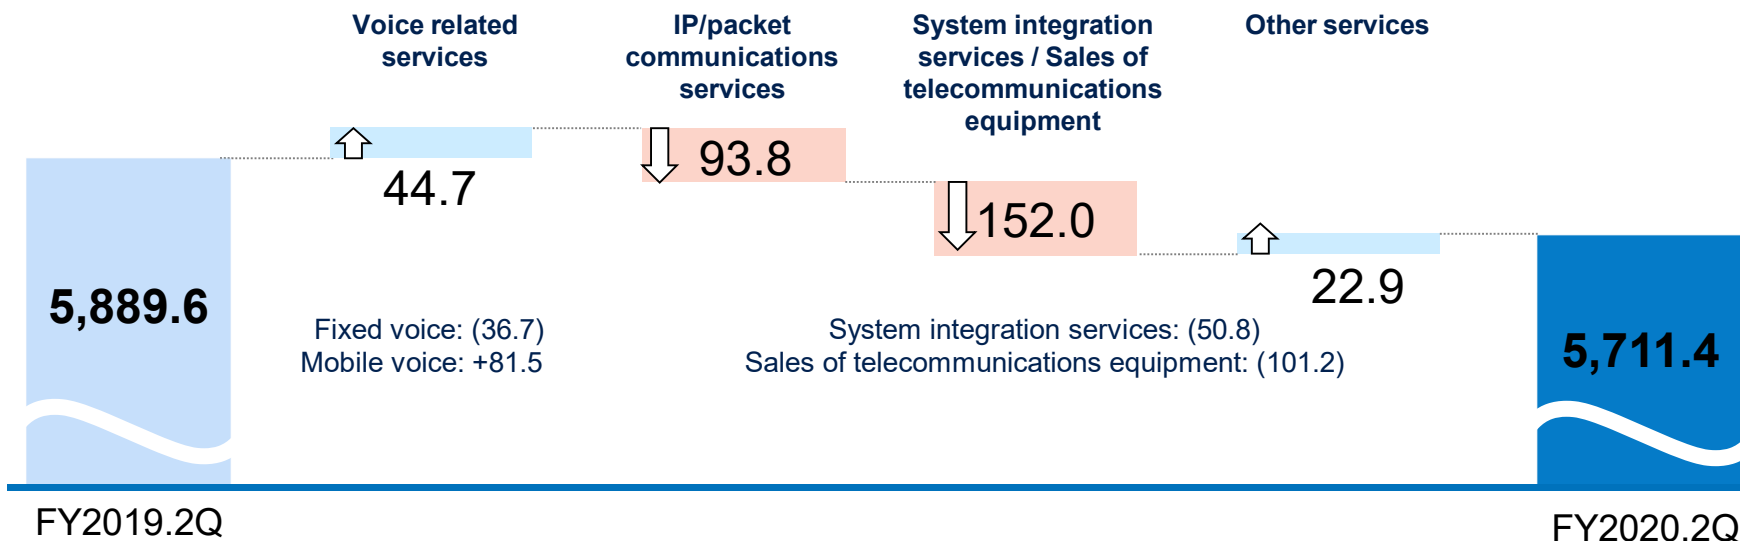 Voice related
services
IP/packet
communications
services
System integration
services / Sales of
telecommunications
equipment
Other services
44.7
93.8
152.0
22.9
5,889.6
Fixed voice: (36.7)
Mobile voice: +81.5
System integration services: (50.8)
Sales of telecommunications equipment: (101.2)
5,711.4
FY2019.2Q
FY2020.2Q